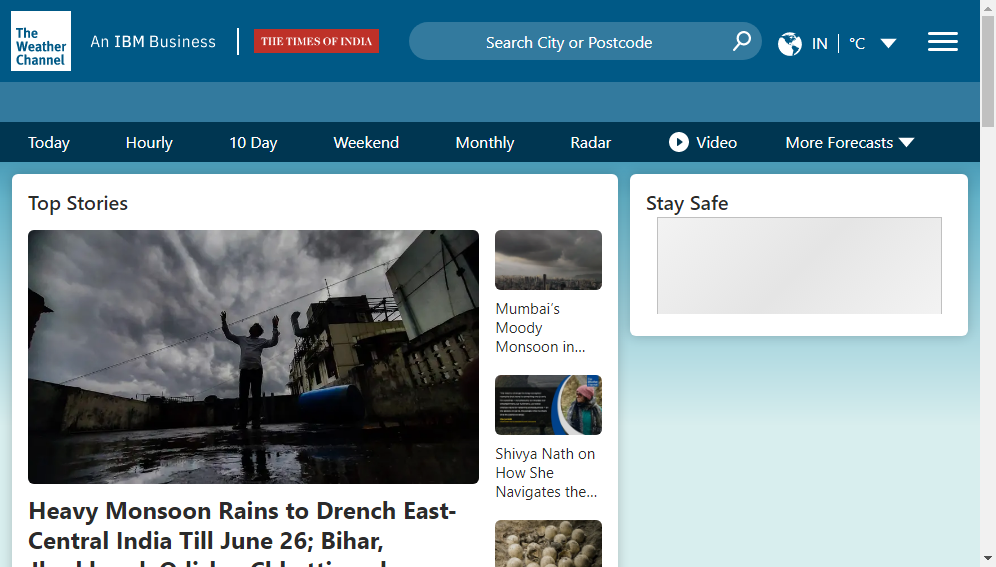 The
Weather
Channel
An IBM Business
THE TIMES OF INDIA
Search City or Postcode
IN
°C
Today
Hourly
10 Day
Weekend
Monthly
Radar
Video
More Forecasts
Top Stories
Heavy Monsoon Rains to Drench East-
Central India Till June 26; Bihar,
Mumbai's
Moody
Monsoon in...
Shivya Nath on
How She
Navigates the...
Stay Safe